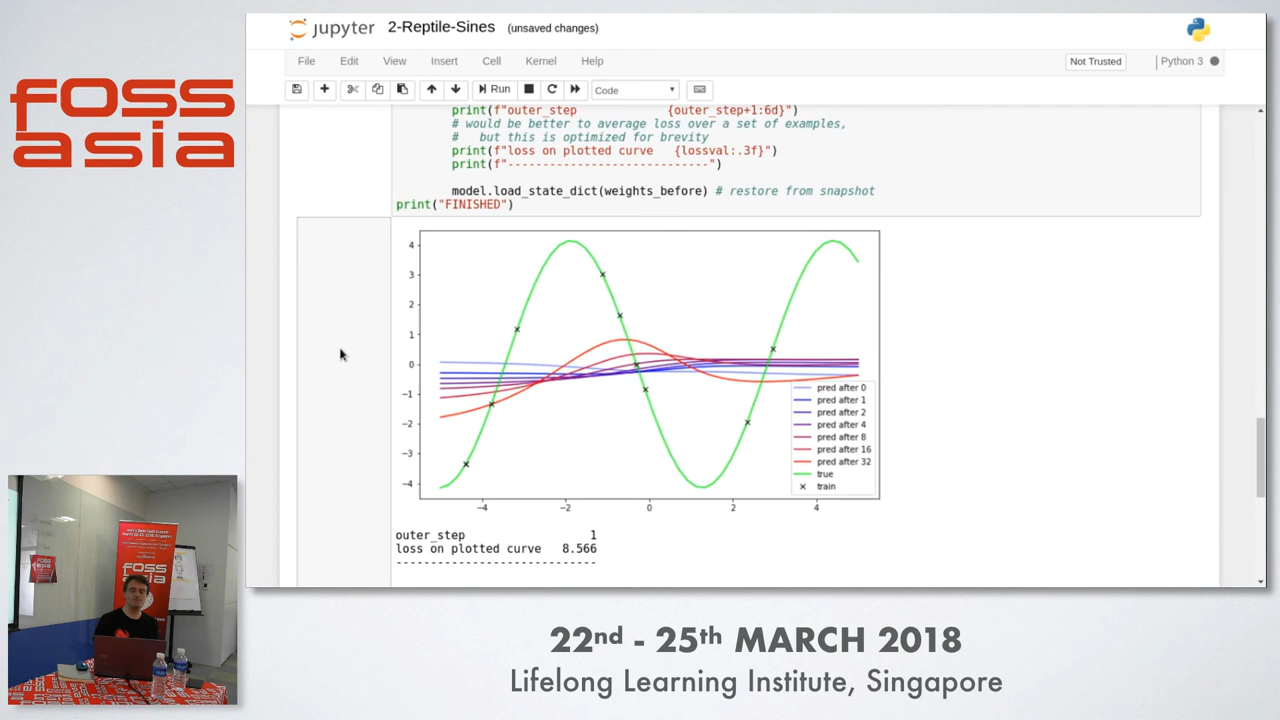 foss
asia
jupyter 2-Reptile-Sines (unsaved changes)
File Edit View Insert Cell Kernel Help Not Trusted Python 3
Run Code
print(f"outer_step {outer_step+1:6d}")
# would be better to average loss over a set of examples,
# but this is optimized for brevity
print(f"loss on plotted curve {lossval:.3f}")
print(f"----------------------------")
model.load_state_dict(weights_before) # restore from snapshot
print("FINISHED")
4
3
2
1
0
−1
−2
−3
−4
−4 −2 0 2 4
pred after 0
pred after 1
pred after 2
pred after 4
pred after 8
pred after 16
pred after 32
true
train
outer_step 1
loss on plotted curve 8.566
----------------------------
foss
asia
22nd - 25th MARCH 2018
Lifelong Learning Institute, Singapore